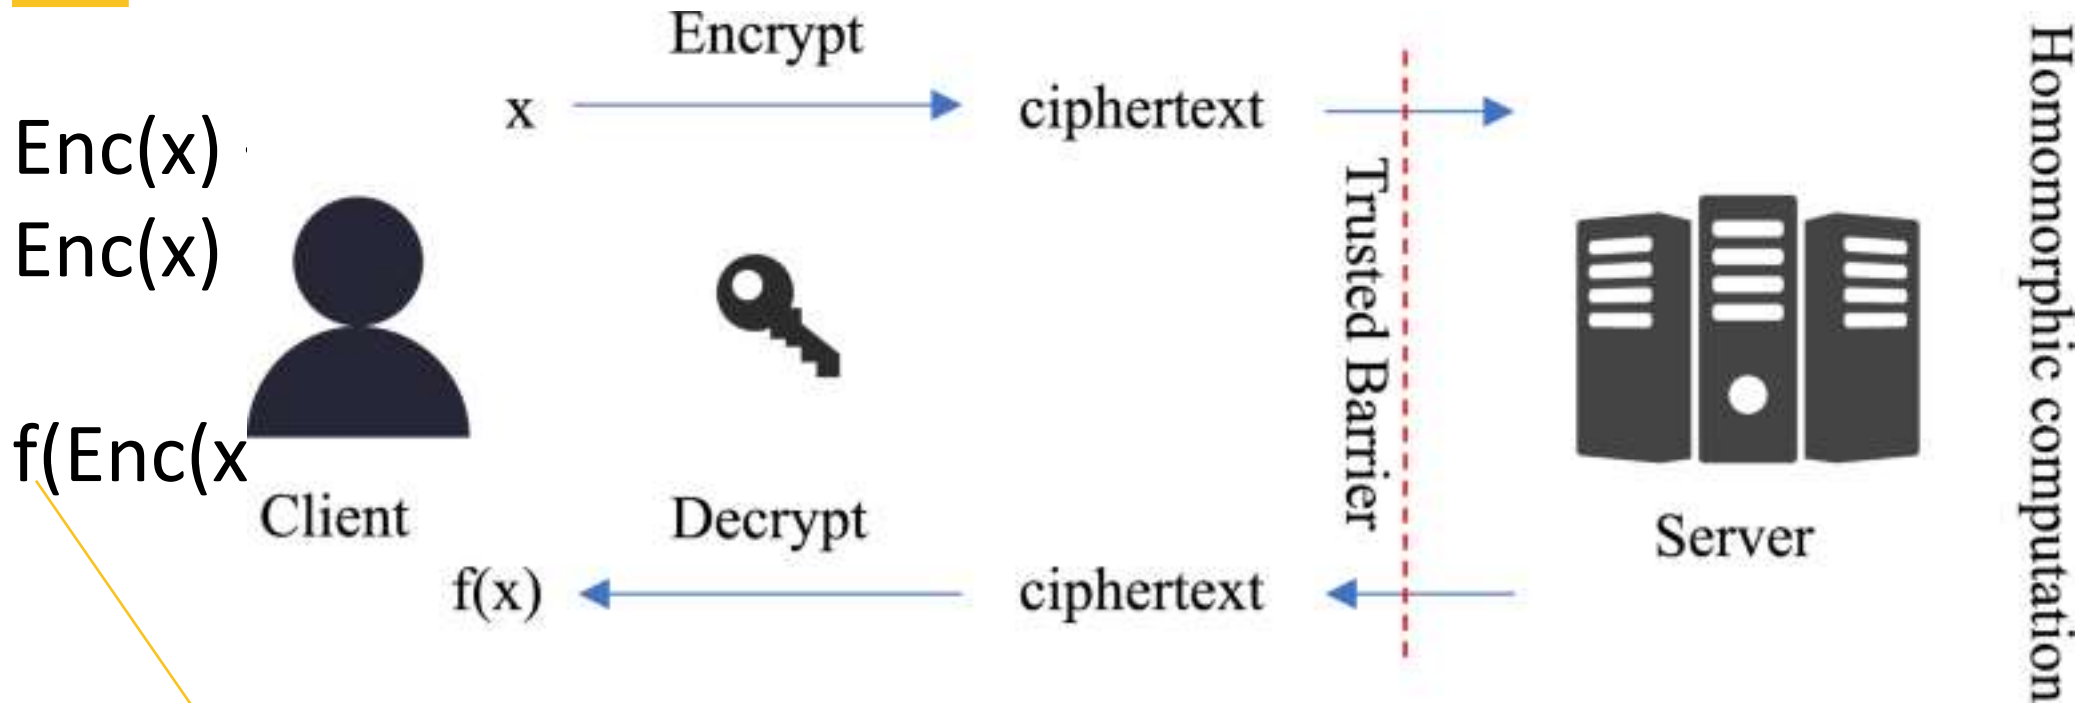 Enc(x)
Enc(x)
f(Enc(x
Encrypt
x
ciphertext
Trusted Barrier
Client
Decrypt
f(x)
ciphertext
Server
Homomorphic computation